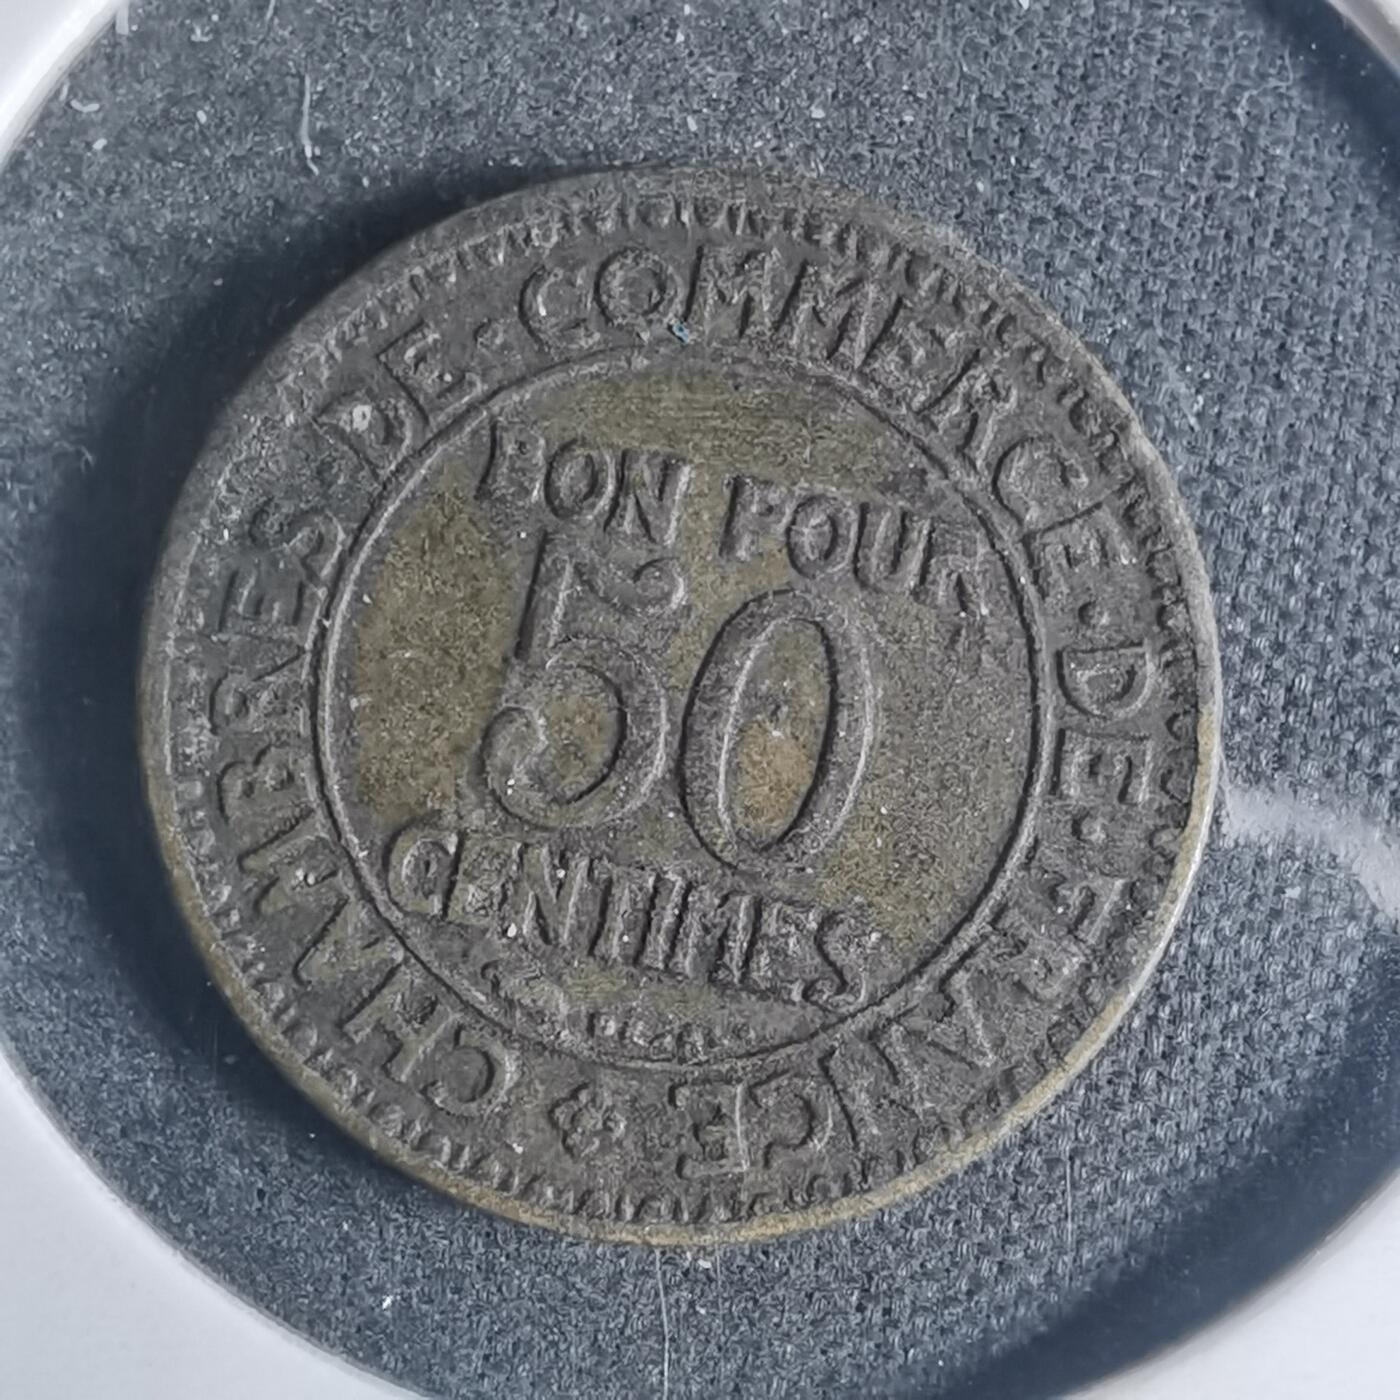 CHAMBRES·DE·COMMERCE·DE·FRANCE
BON POUR
50
CENTIMES